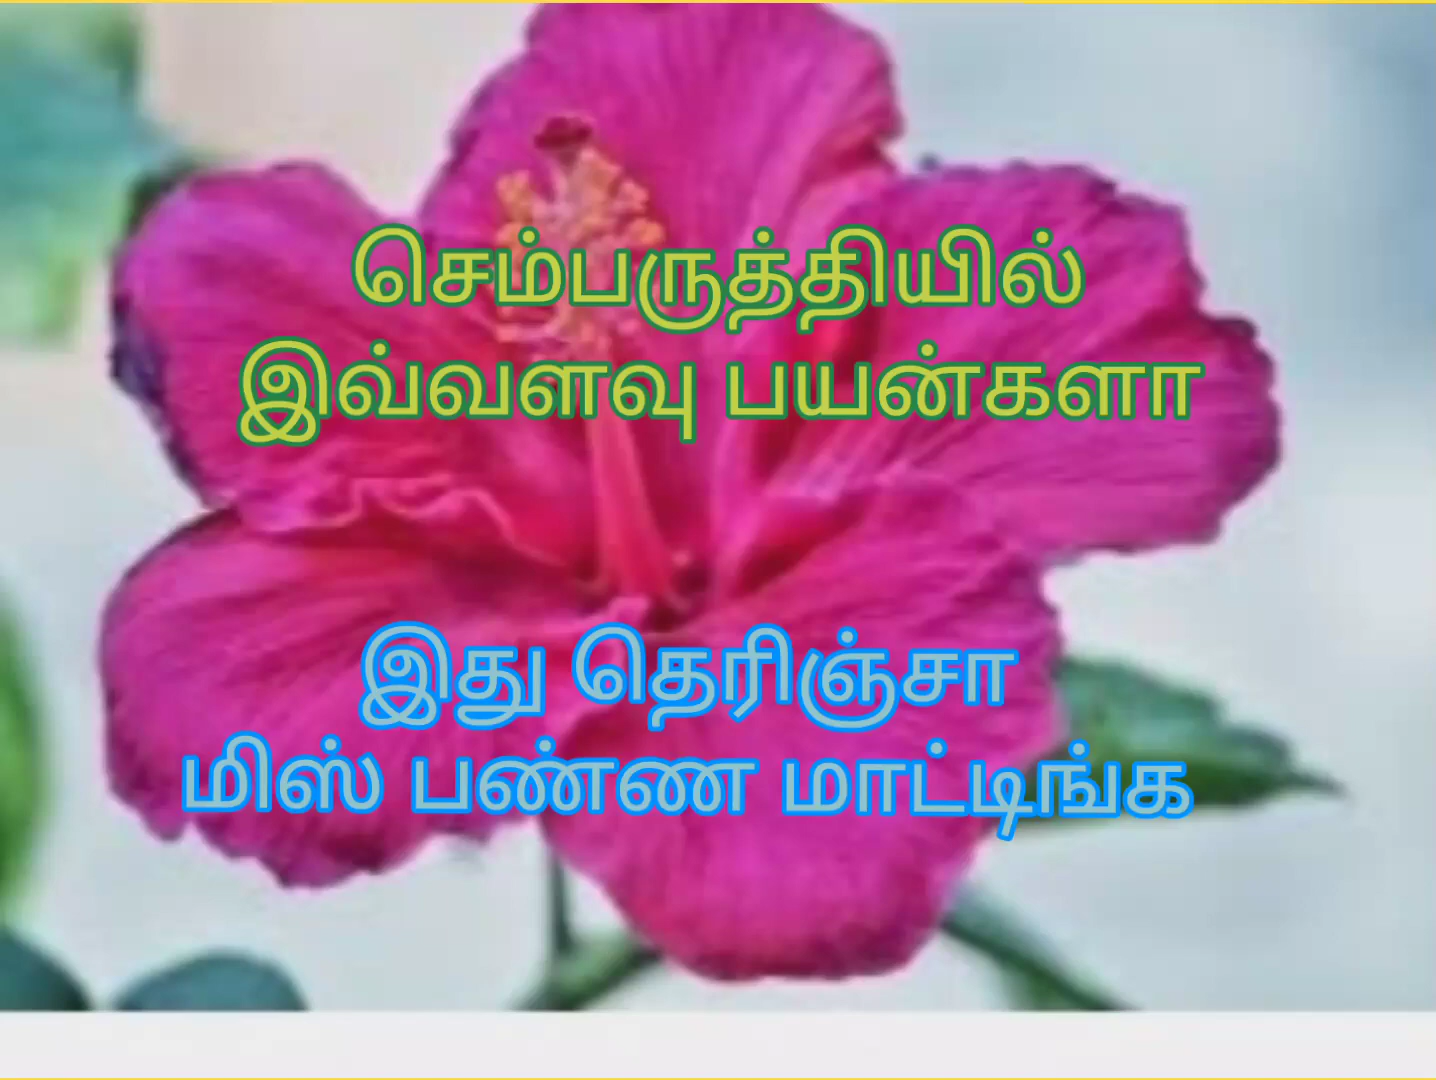 செம்பருத்தியில்
இவ்வளவு பயன்களா
இது தெரிஞ்சா
மிஸ் பண்ண மாட்டிங்க